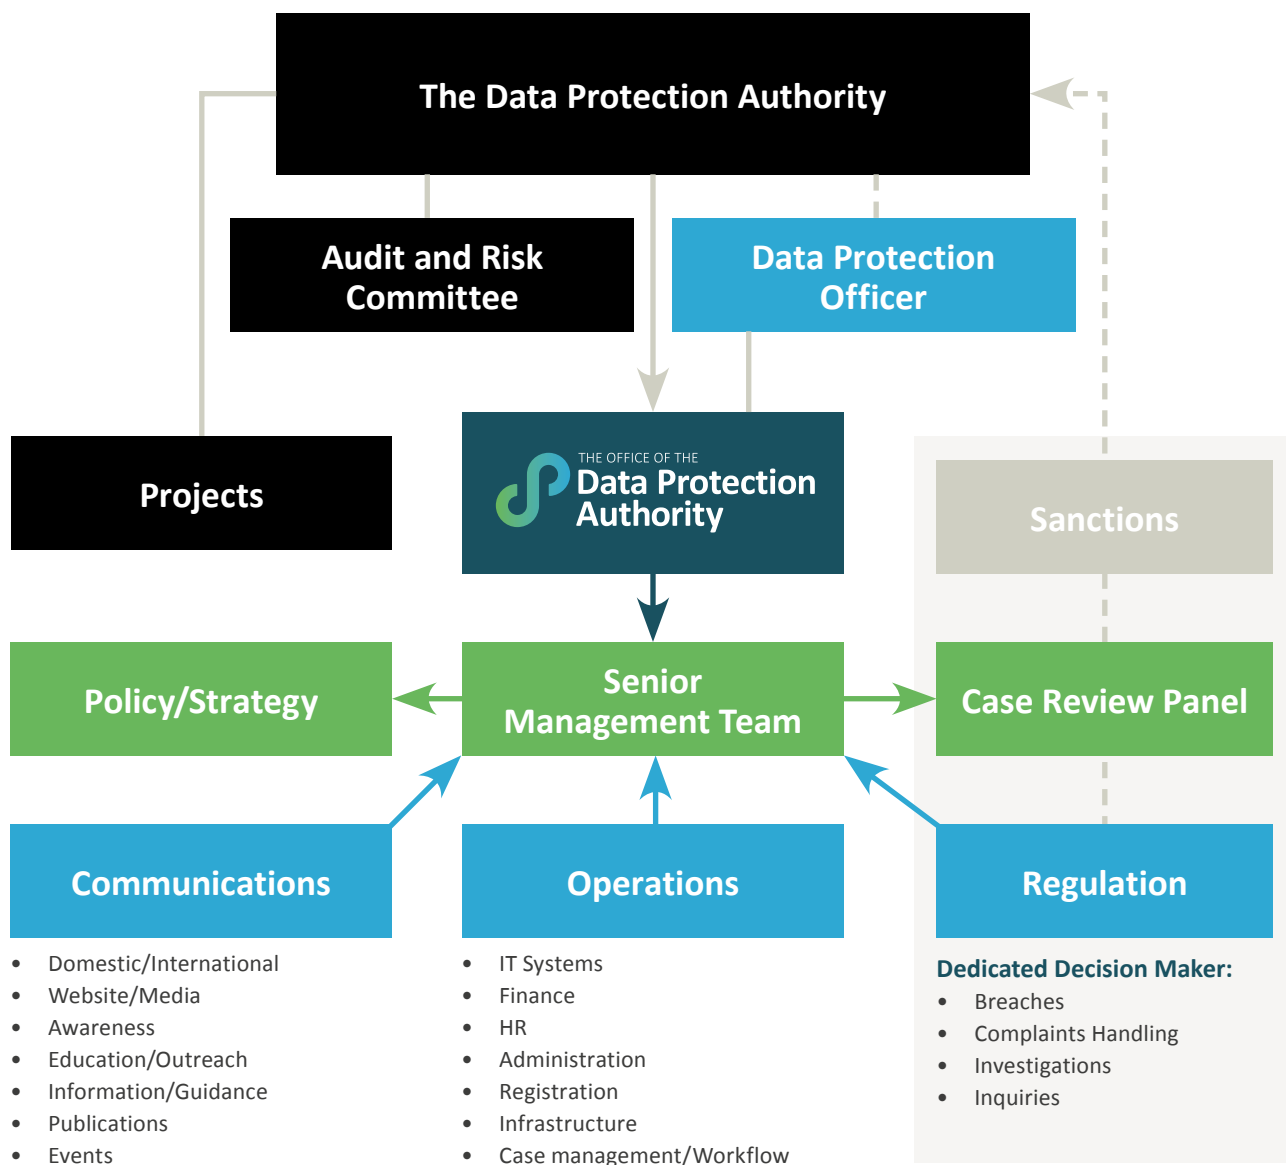 The Data Protection Authority
Audit and Risk
Committee
Data Protection
Officer
Projects
THE OFFICE OF THE
Data Protection
Authority
Sanctions
Policy/Strategy
Senior
Management Team
Case Review Panel
Communications
Operations
Regulation
• Domestic/International
• Website/Media
• Awareness
• Education/Outreach
• Information/Guidance
• Publications
• Events
• IT Systems
• Finance
• HR
• Administration
• Registration
• Infrastructure
• Case management/Workflow
Dedicated Decision Maker:
• Breaches
• Complaints Handling
• Investigations
• Inquiries